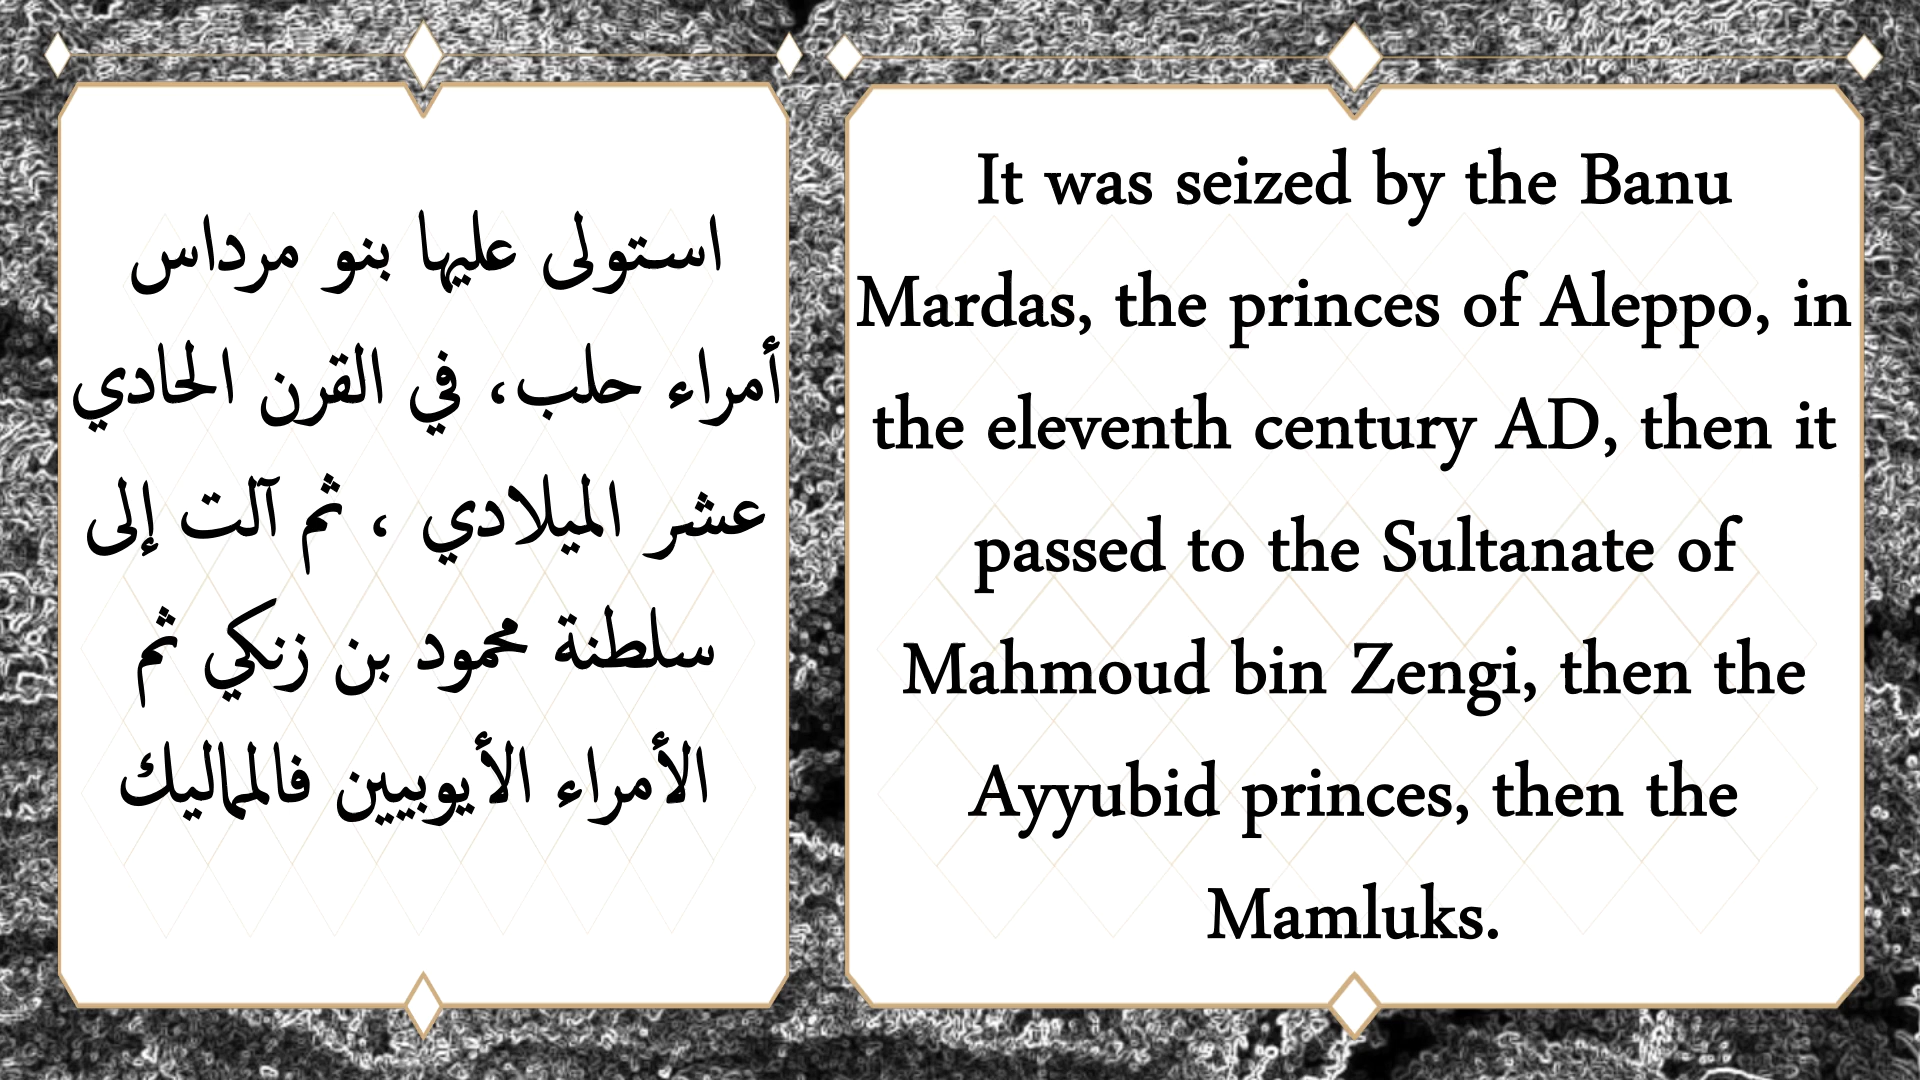 استولى عليها بنو مرداس
أمراء حلب، في القرن الحادي
عشر الميلادي ، ثم آلت إلى
سلطنة محمود بن زنكي ثم
الأمراء الأيوبيين فالمماليك
It was seized by the Banu
Mardas, the princes of Aleppo, in
the eleventh century AD, then it
passed to the Sultanate of
Mahmoud bin Zengi, then the
Ayyubid princes, then the
Mamluks.